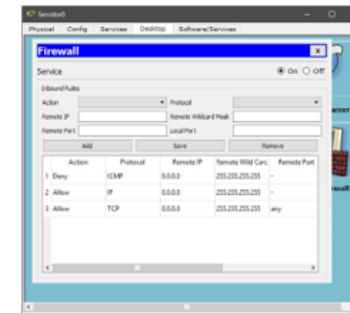 Servidor0
Physical Config Services Desktop Software/Services
Firewall X
Service On Off
Inbound Rules
Action Protocol
Remote IP Remote Wildcard Mask
Remote Port Local Port
Add Save Remove
Action Protocol Remote IP Remote Wild Card Remote Port
1 Deny ICMP 0.0.0.0 255.255.255.255 -
2 Allow IP 0.0.0.0 255.255.255.255 -
3 Allow TCP 0.0.0.0 255.255.255.255 any